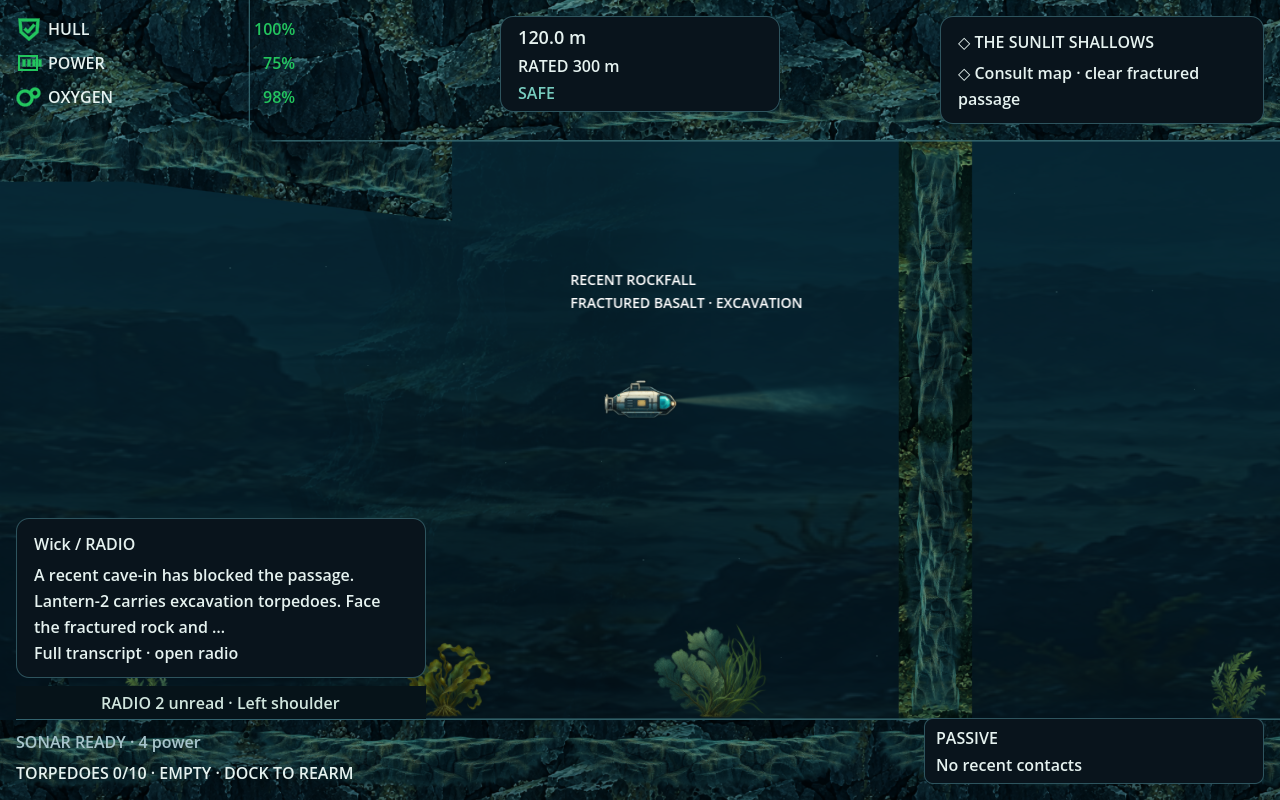 HULL 100%
POWER 75%
OXYGEN 98%
120.0 m
RATED 300 m
SAFE
◇ THE SUNLIT SHALLOWS
◇ Consult map · clear fractured
passage
RECENT ROCKFALL
FRACTURED BASALT · EXCAVATION
Wick / RADIO
A recent cave-in has blocked the passage.
Lantern-2 carries excavation torpedoes. Face
the fractured rock and ...
Full transcript · open radio
RADIO 2 unread · Left shoulder
SONAR READY · 4 power
TORPEDOES 0/10 · EMPTY · DOCK TO REARM
PASSIVE
No recent contacts